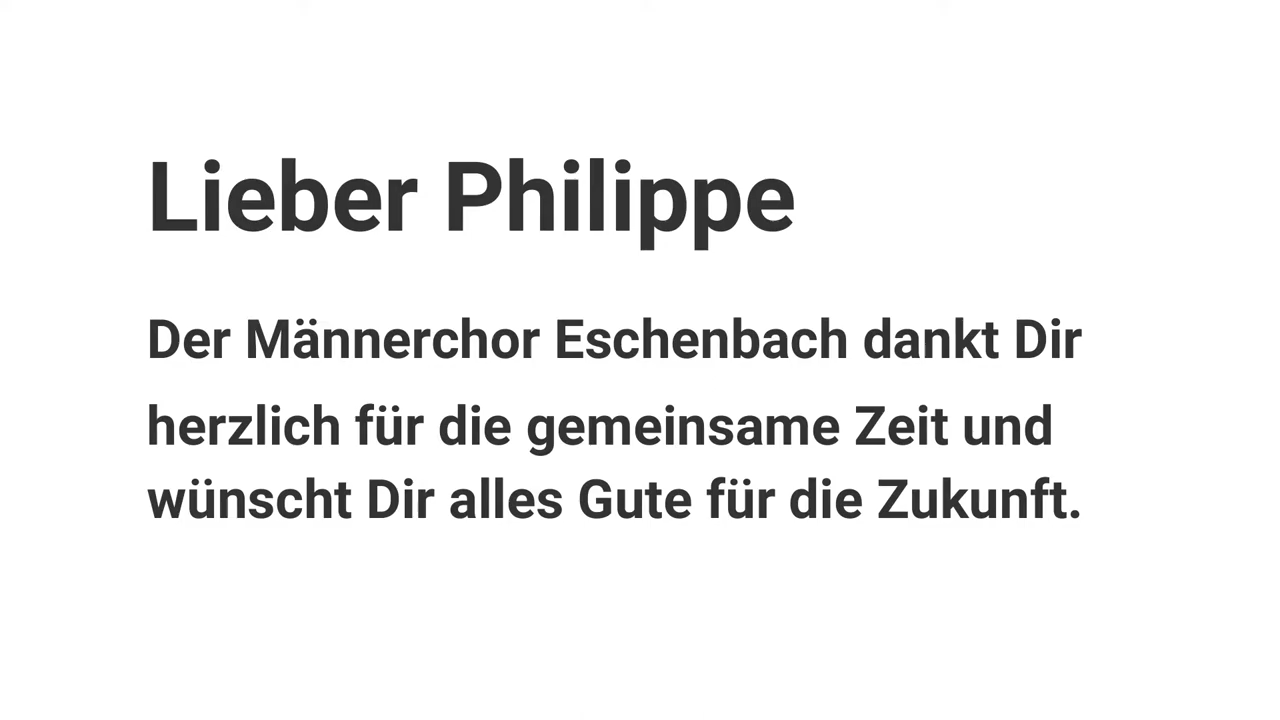 Lieber Philippe
Der Männerchor Eschenbach dankt Dir
herzlich für die gemeinsame Zeit und
wünscht Dir alles Gute für die Zukunft.